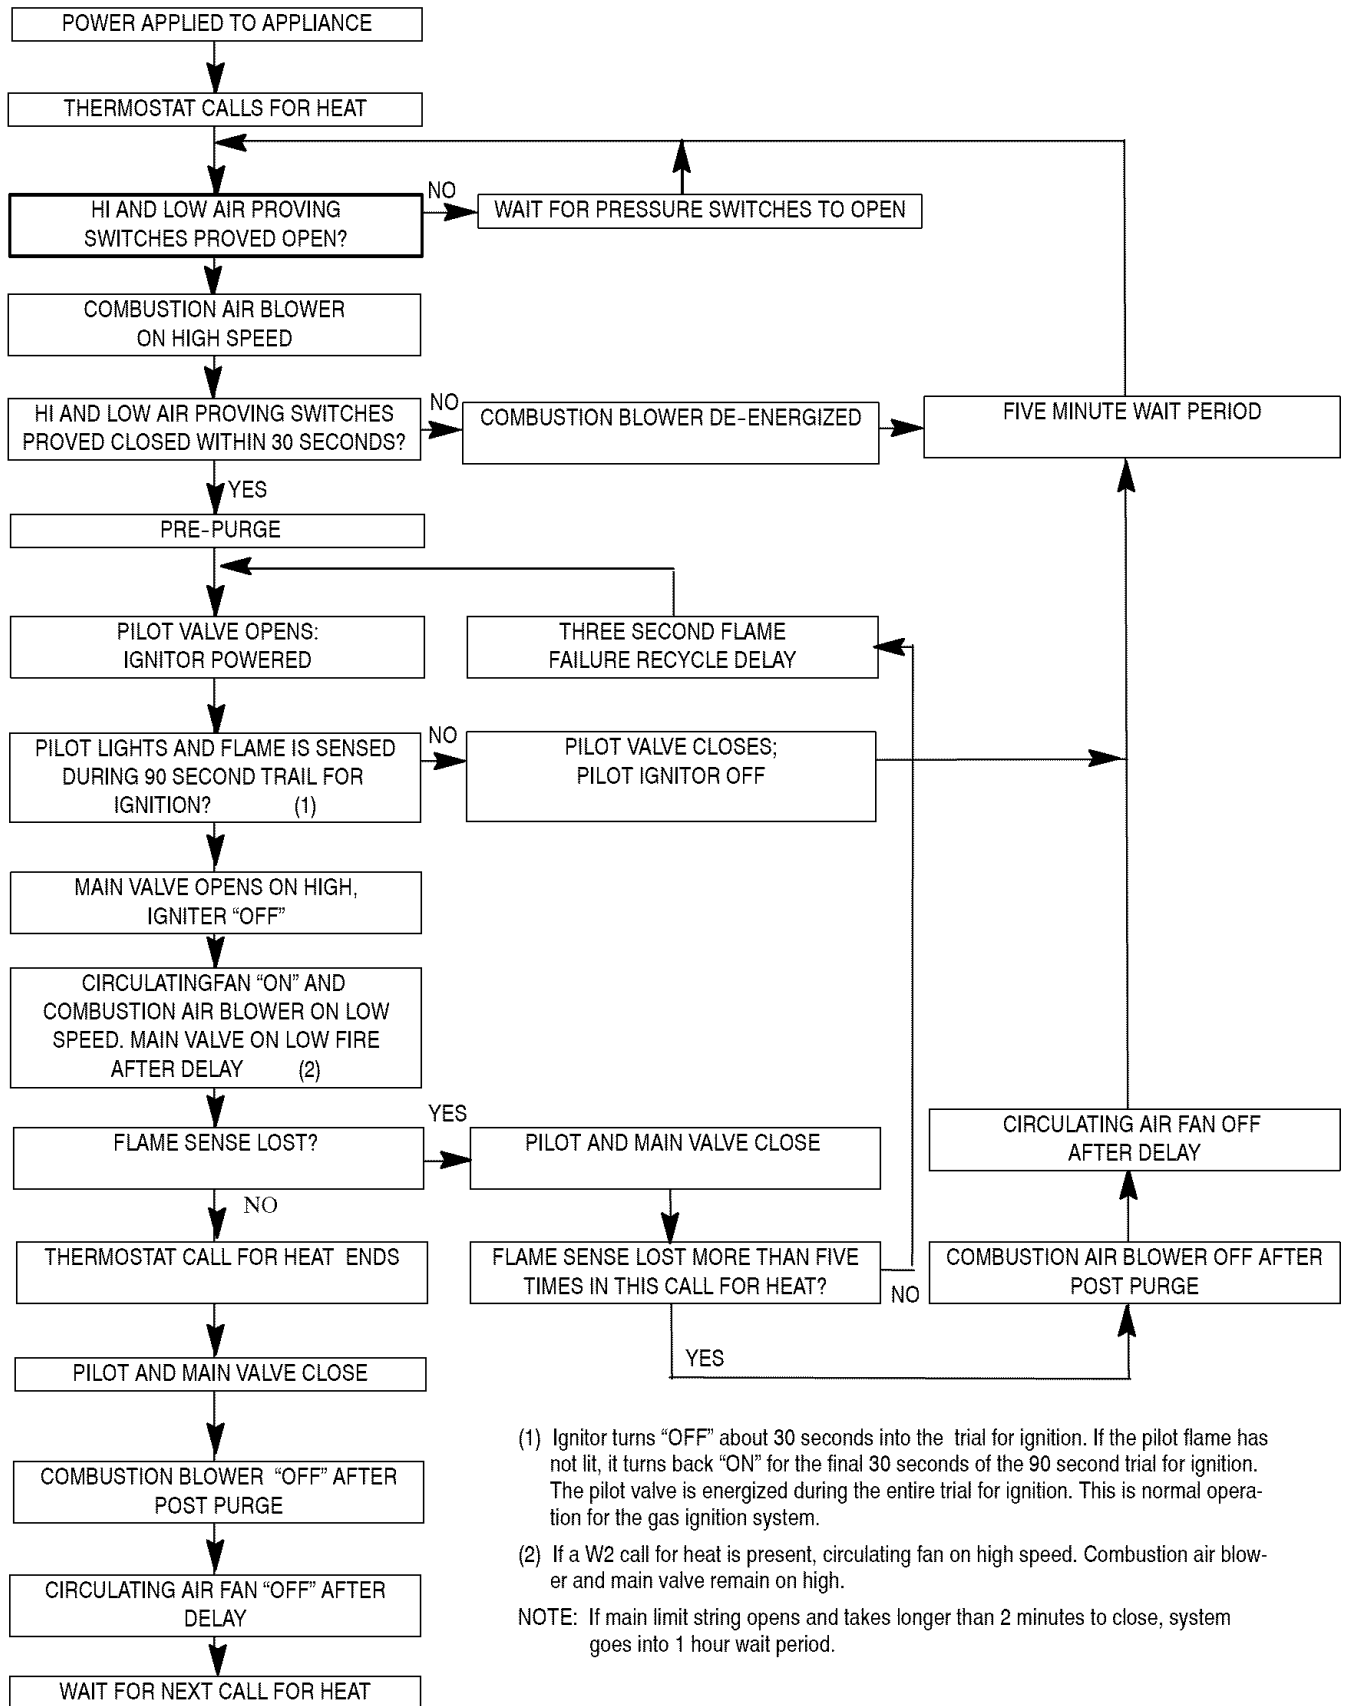 POWER APPLIED TO APPLIANCE
THERMOSTAT CALLS FOR HEAT
HI AND LOW AIR PROVING
SWITCHES PROVED OPEN?
NO
WAIT FOR PRESSURE SWITCHES TO OPEN
COMBUSTION AIR BLOWER
ON HIGH SPEED
HI AND LOW AIR PROVING SWITCHES
PROVED CLOSED WITHIN 30 SECONDS?
NO
COMBUSTION BLOWER DE-ENERGIZED
FIVE MINUTE WAIT PERIOD
YES
PRE-PURGE
PILOT VALVE OPENS:
IGNITOR POWERED
THREE SECOND FLAME
FAILURE RECYCLE DELAY
PILOT LIGHTS AND FLAME IS SENSED
DURING 90 SECOND TRAIL FOR
IGNITION? (1)
NO
PILOT VALVE CLOSES;
PILOT IGNITOR OFF
MAIN VALVE OPENS ON HIGH,
IGNITER “OFF”
CIRCULATINGFAN “ON” AND
COMBUSTION AIR BLOWER ON LOW
SPEED. MAIN VALVE ON LOW FIRE
AFTER DELAY (2)
FLAME SENSE LOST?
YES
PILOT AND MAIN VALVE CLOSE
CIRCULATING AIR FAN OFF
AFTER DELAY
NO
THERMOSTAT CALL FOR HEAT ENDS
FLAME SENSE LOST MORE THAN FIVE
TIMES IN THIS CALL FOR HEAT?
NO
COMBUSTION AIR BLOWER OFF AFTER
POST PURGE
YES
PILOT AND MAIN VALVE CLOSE
COMBUSTION BLOWER “OFF” AFTER
POST PURGE
CIRCULATING AIR FAN “OFF” AFTER
DELAY
WAIT FOR NEXT CALL FOR HEAT
(1) Ignitor turns “OFF” about 30 seconds into the trial for ignition. If the pilot flame has
not lit, it turns back “ON” for the final 30 seconds of the 90 second trial for ignition.
The pilot valve is energized during the entire trial for ignition. This is normal opera-
tion for the gas ignition system.
(2) If a W2 call for heat is present, circulating fan on high speed. Combustion air blow-
er and main valve remain on high.
NOTE: If main limit string opens and takes longer than 2 minutes to close, system
goes into 1 hour wait period.